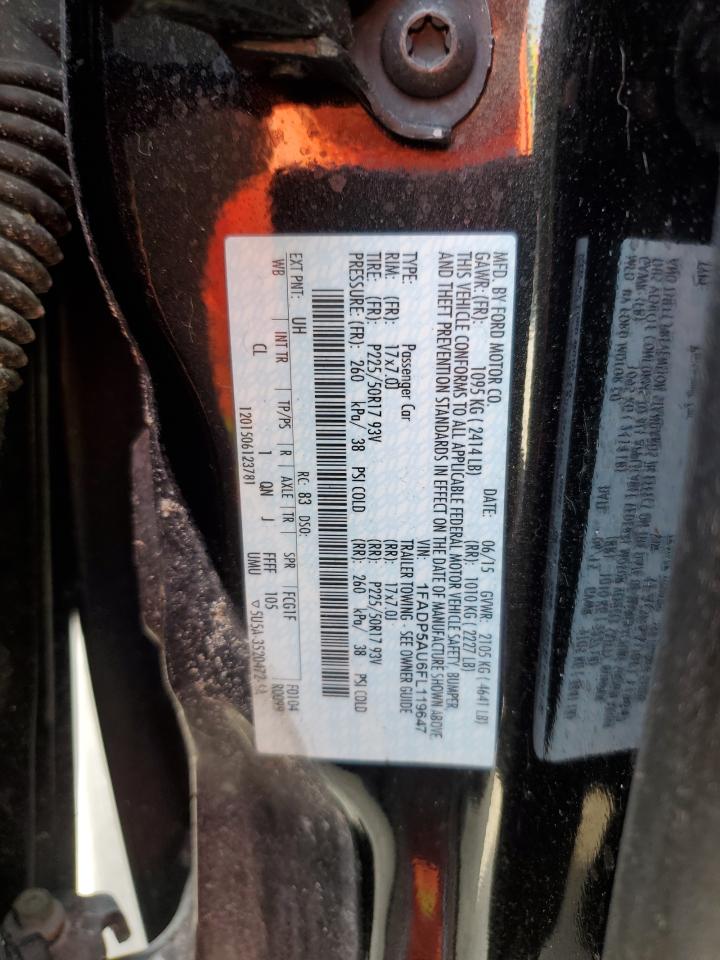 MFD. BY FORD MOTOR CO.
DATE: 06/15 GVWR: 2105 KG ( 4641 LB)
GAWR: (FR): 1095 KG ( 2414 LB) (RR): 1010 KG ( 2227 LB)
THIS VEHICLE CONFORMS TO ALL APPLICABLE FEDERAL MOTOR VEHICLE SAFETY, BUMPER
AND THEFT PREVENTION STANDARDS IN EFFECT ON THE DATE OF MANUFACTURE SHOWN ABOVE.
VIN: 1FADP5AU6FL119647
TYPE: Passenger Car TRAILER TOWING - SEE OWNER GUIDE
RIM: (FR): 17x7.0J (RR): 17x7.0J
TIRE: (FR): P225/50R17 93V (RR): P225/50R17 93V
PRESSURE: (FR): 260 kPa/ 38 PSI COLD (RR): 260 kPa/ 38 PSI COLD
EXT PNT: UH RC: 83 DSO: FCG1F F0104
WB INT TR TP/PS R AXLE TR SPR R0099
CL 1 QN J FFFF 105
1201506123781 UMU